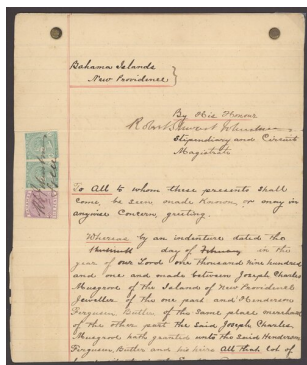 Bahama Islands
New Providence
By His Honour
Robert Johnstone
Stipendiary and Circuit
Magistrate
To All to whom these presents shall
come, be seen made Known or may in
anywise Concern greeting.
Whereas by an indenture dated the
day of February in the
year of our Lord one thousand nine hundred
and one and made between Joseph Charles
Musgrove of the Island of New Providence
Jeweller of the one part and Henderson
Ferguson Butler of the Same place merchant
of the other part the Said Joseph Charles
Musgrove hath granted unto the Said Henderson
Ferguson Butler and his heirs All that Lot of